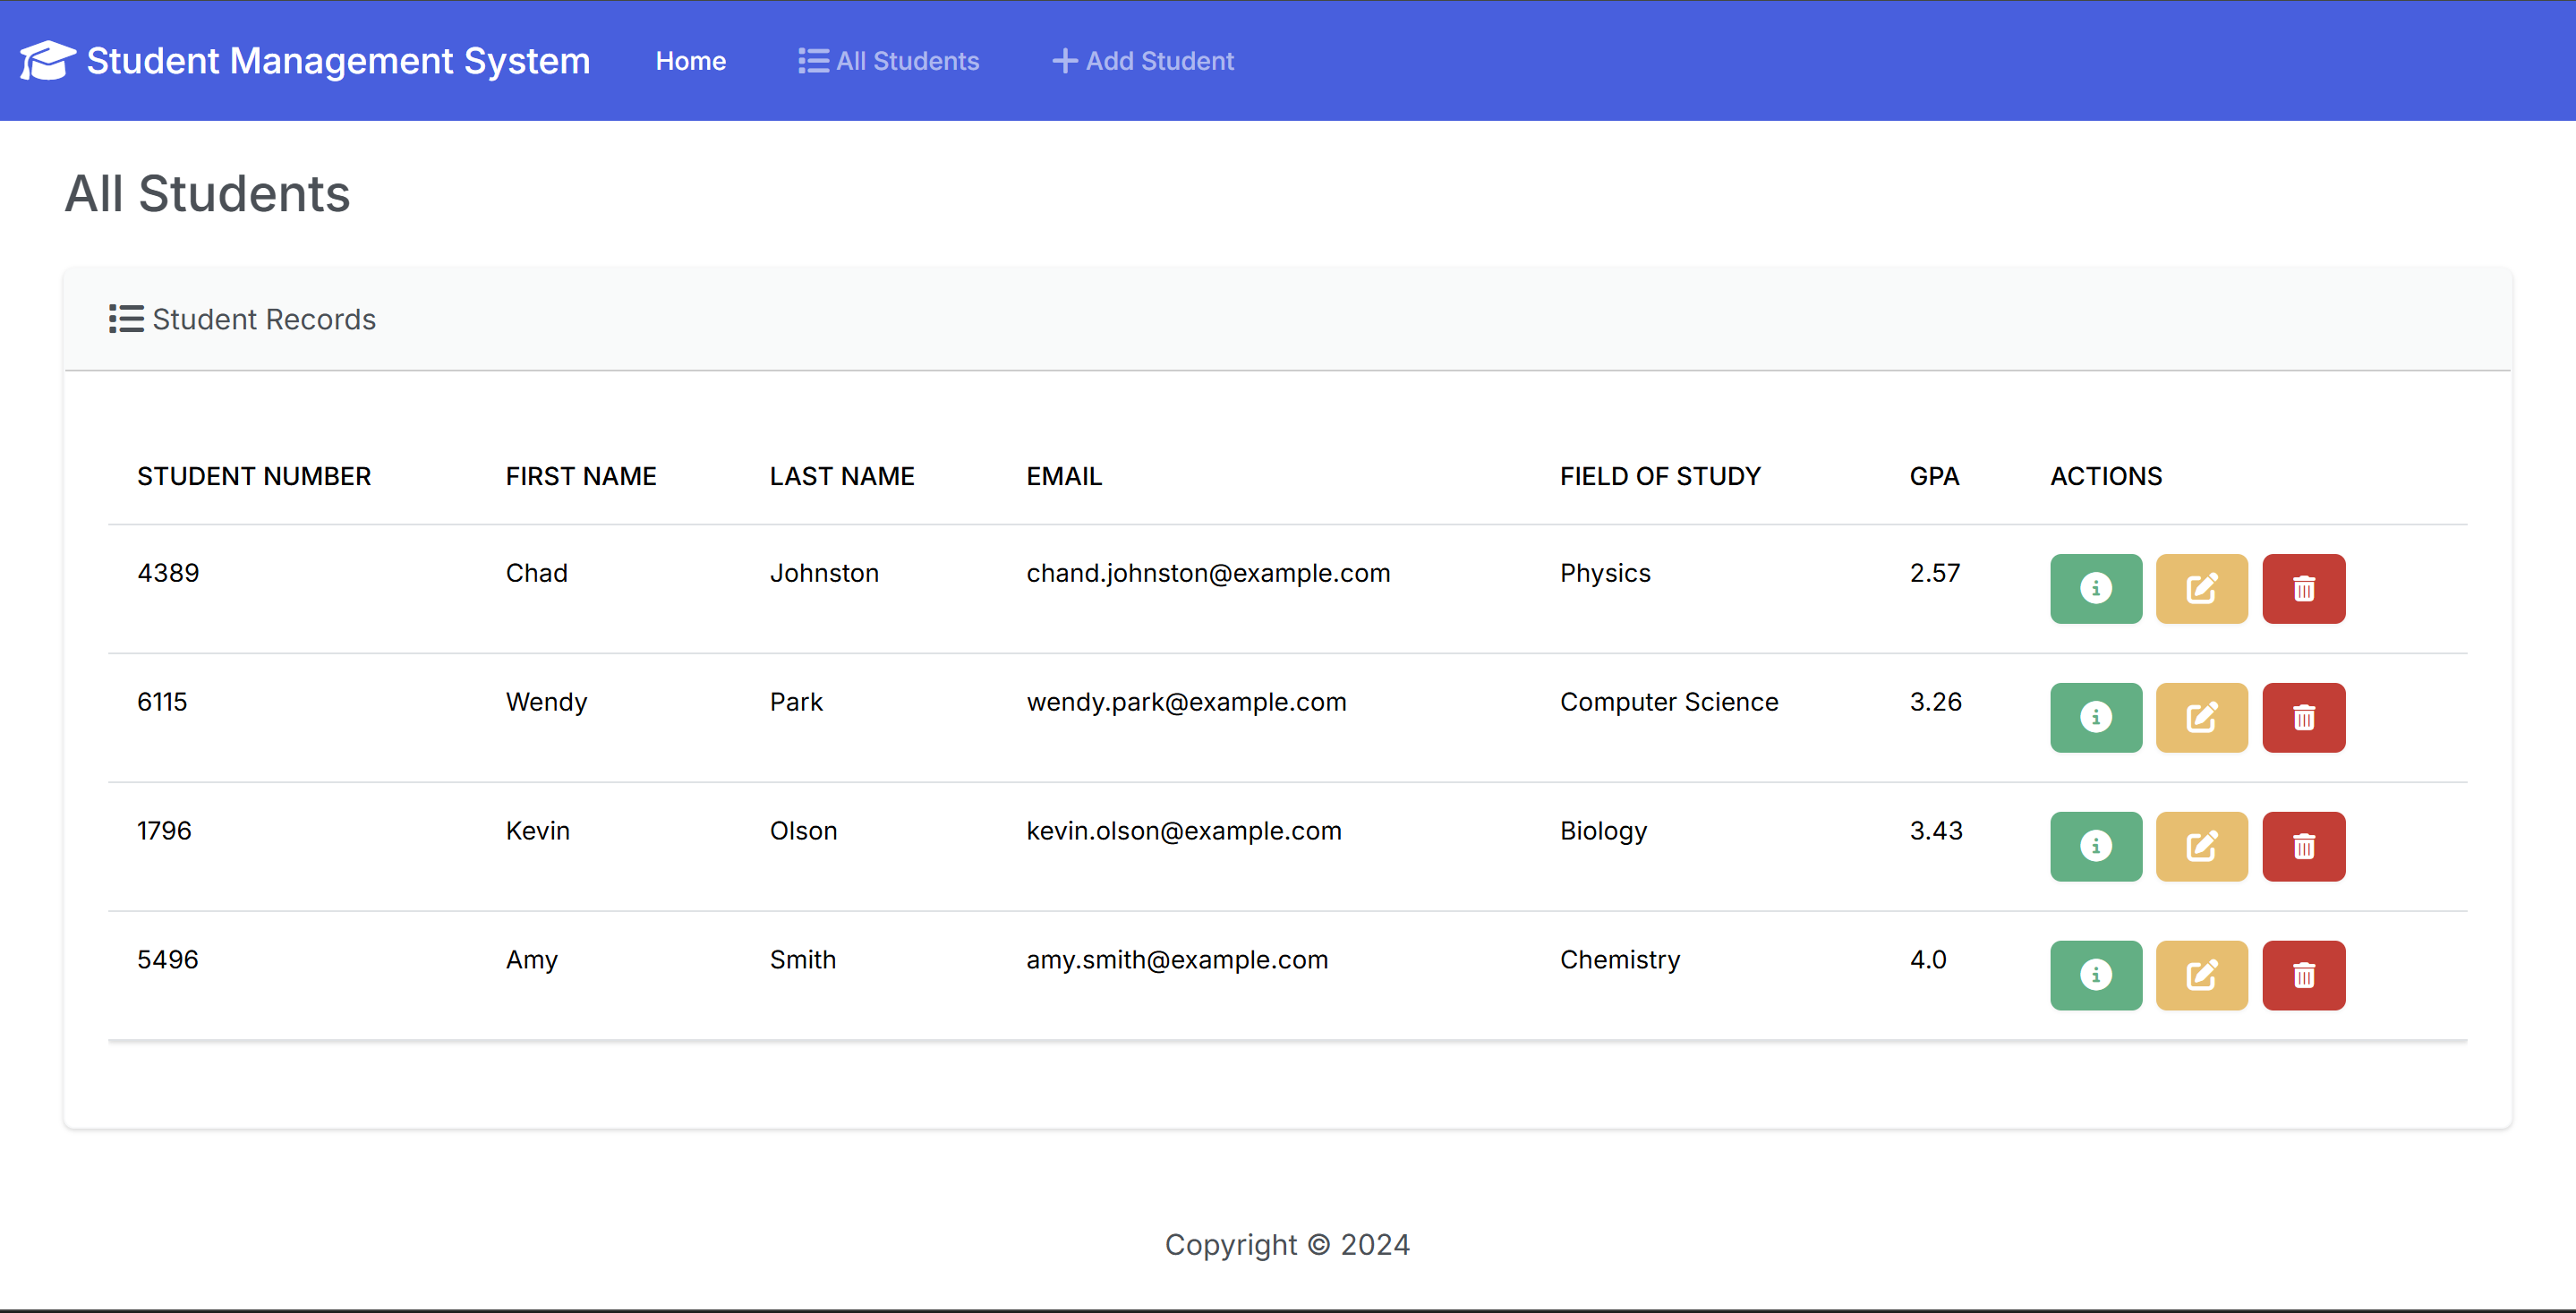 Student Management System Home All Students Add Student
All Students
Student Records
STUDENT NUMBER FIRST NAME LAST NAME EMAIL FIELD OF STUDY GPA ACTIONS
4389 Chad Johnston chand.johnston@example.com Physics 2.57
6115 Wendy Park wendy.park@example.com Computer Science 3.26
1796 Kevin Olson kevin.olson@example.com Biology 3.43
5496 Amy Smith amy.smith@example.com Chemistry 4.0
Copyright © 2024